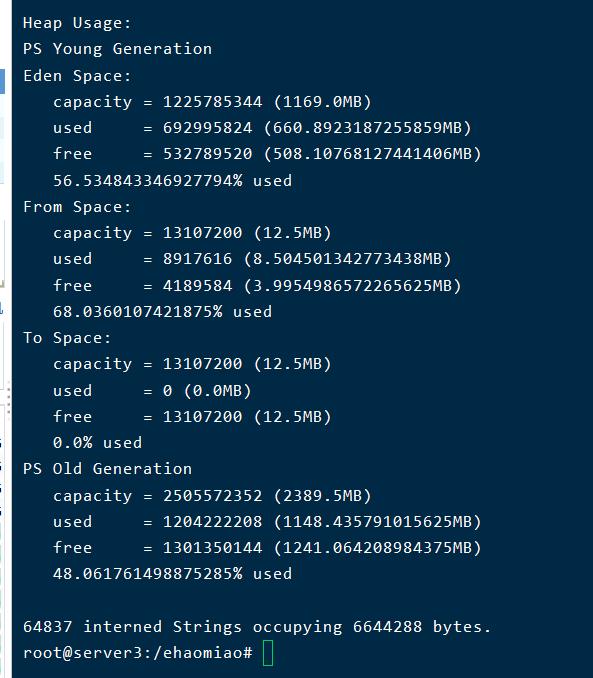 Heap Usage:
PS Young Generation
Eden Space:
   capacity = 1225785344 (1169.0MB)
   used     = 692995824 (660.8923187255859MB)
   free     = 532789520 (508.10768127441406MB)
   56.534843346927794% used
From Space:
   capacity = 13107200 (12.5MB)
   used     = 8917616 (8.504501342773438MB)
   free     = 4189584 (3.9954986572265625MB)
   68.0360107421875% used
To Space:
   capacity = 13107200 (12.5MB)
   used     = 0 (0.0MB)
   free     = 13107200 (12.5MB)
   0.0% used
PS Old Generation
   capacity = 2505572352 (2389.5MB)
   used     = 1204222208 (1148.435791015625MB)
   free     = 1301350144 (1241.064208984375MB)
   48.061761498875285% used

64837 interned Strings occupying 6644288 bytes.
root@server3:/ehaomiao#